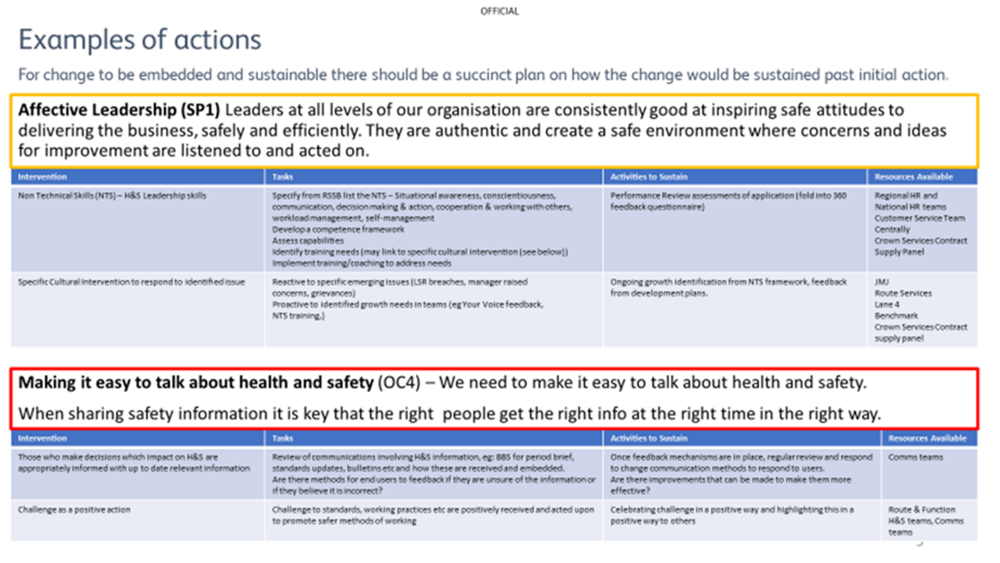 OFFICIAL
Examples of actions
For change to be embedded and sustainable there should be a succinct plan on how the change would be sustained past initial action.
Affective Leadership (SP1) Leaders at all levels of our organisation are consistently good at inspiring safe attitudes to
delivering the business, safely and efficiently. They are authentic and create a safe environment where concerns and ideas
for improvement are listened to and acted on.
Intervention Tasks Activities to Sustain Resources Available
Non Technical Skills (NTS) – H&S Leadership skills
Specify from RSSB list the NTS – Situational awareness, conscientiousness,
communication, decision making & action, cooperation & working with others,
workload management, self-management
Develop a competence framework
Assess capabilities
Identify training needs (may link to specific cultural intervention (see below))
Implement training/coaching to address needs
Performance Review assessments of application (fold into 360
feedback questionnaire)
Regional HR and
National HR teams
Customer Service Team
Centrally
Crown Services Contract
Supply Panel
Specific Cultural Intervention to respond to identified issue
Reactive to specific emerging issues (LSR breaches, manager raised
concerns, grievances)
Proactive to identified growth needs in teams (eg Your Voice feedback,
NTS training.)
Ongoing growth identification from NTS framework, feedback
from development plans.
JMJ
Route Services
Lane 4
Benchmark
Crown Services Contract
supply panel
Making it easy to talk about health and safety (OC4) – We need to make it easy to talk about health and safety.
When sharing safety information it is key that the right people get the right info at the right time in the right way.
Intervention Tasks Activities to Sustain Resources Available
Those who make decisions which impact on H&S are
appropriately informed with up to date relevant information
Review of communications involving H&S information, eg: BBS for period brief,
standards updates, bulletins etc and how these are received and embedded.
Are there methods for end users to feedback if they are unsure of the information or
if they believe it is incorrect?
Once feedback mechanisms are in place, regular review and respond
to change communication methods to respond to users.
Are there improvements that can be made to make them more
effective?
Comms teams
Challenge as a positive action
Challenge to standards, working practices etc are positively received and acted upon
to promote safer methods of working
Celebrating challenge in a positive way and highlighting this in a
positive way to others
Route & Function
H&S teams, Comms
teams